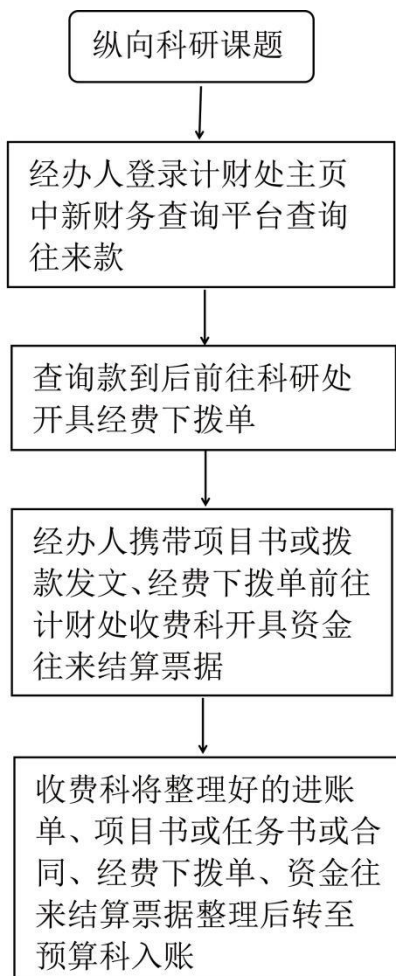 纵向科研课题
经办人登录计财处主页
中新财务查询平台查询
往来款
查询款到后前往科研处
开具经费下拨单
经办人携带项目书或拨
款发文、经费下拨单前往
计财处收费科开具资金
往来结算票据
收费科将整理好的进账
单、项目书或任务书或合
同、经费下拨单、资金往
来结算票据整理后转至
预算科入账